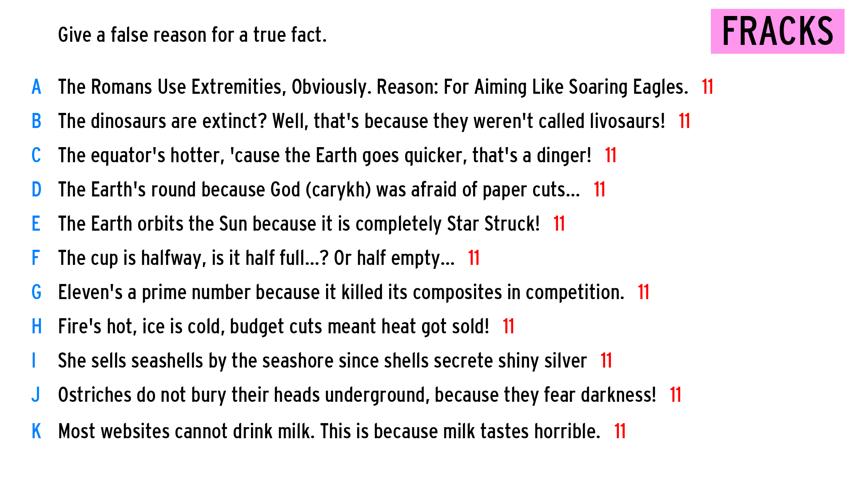 Give a false reason for a true fact.
FRACKS
A The Romans Use Extremities, Obviously. Reason: For Aiming Like Soaring Eagles. 11
B The dinosaurs are extinct? Well, that's because they weren't called livosaurs! 11
C The equator's hotter, 'cause the Earth goes quicker, that's a dinger! 11
D The Earth's round because God (carykh) was afraid of paper cuts... 11
E The Earth orbits the Sun because it is completely Star Struck! 11
F The cup is halfway, is it half full...? Or half empty... 11
G Eleven's a prime number because it killed its composites in competition. 11
H Fire's hot, ice is cold, budget cuts meant heat got sold! 11
I She sells seashells by the seashore since shells secrete shiny silver 11
J Ostriches do not bury their heads underground, because they fear darkness! 11
K Most websites cannot drink milk. This is because milk tastes horrible. 11